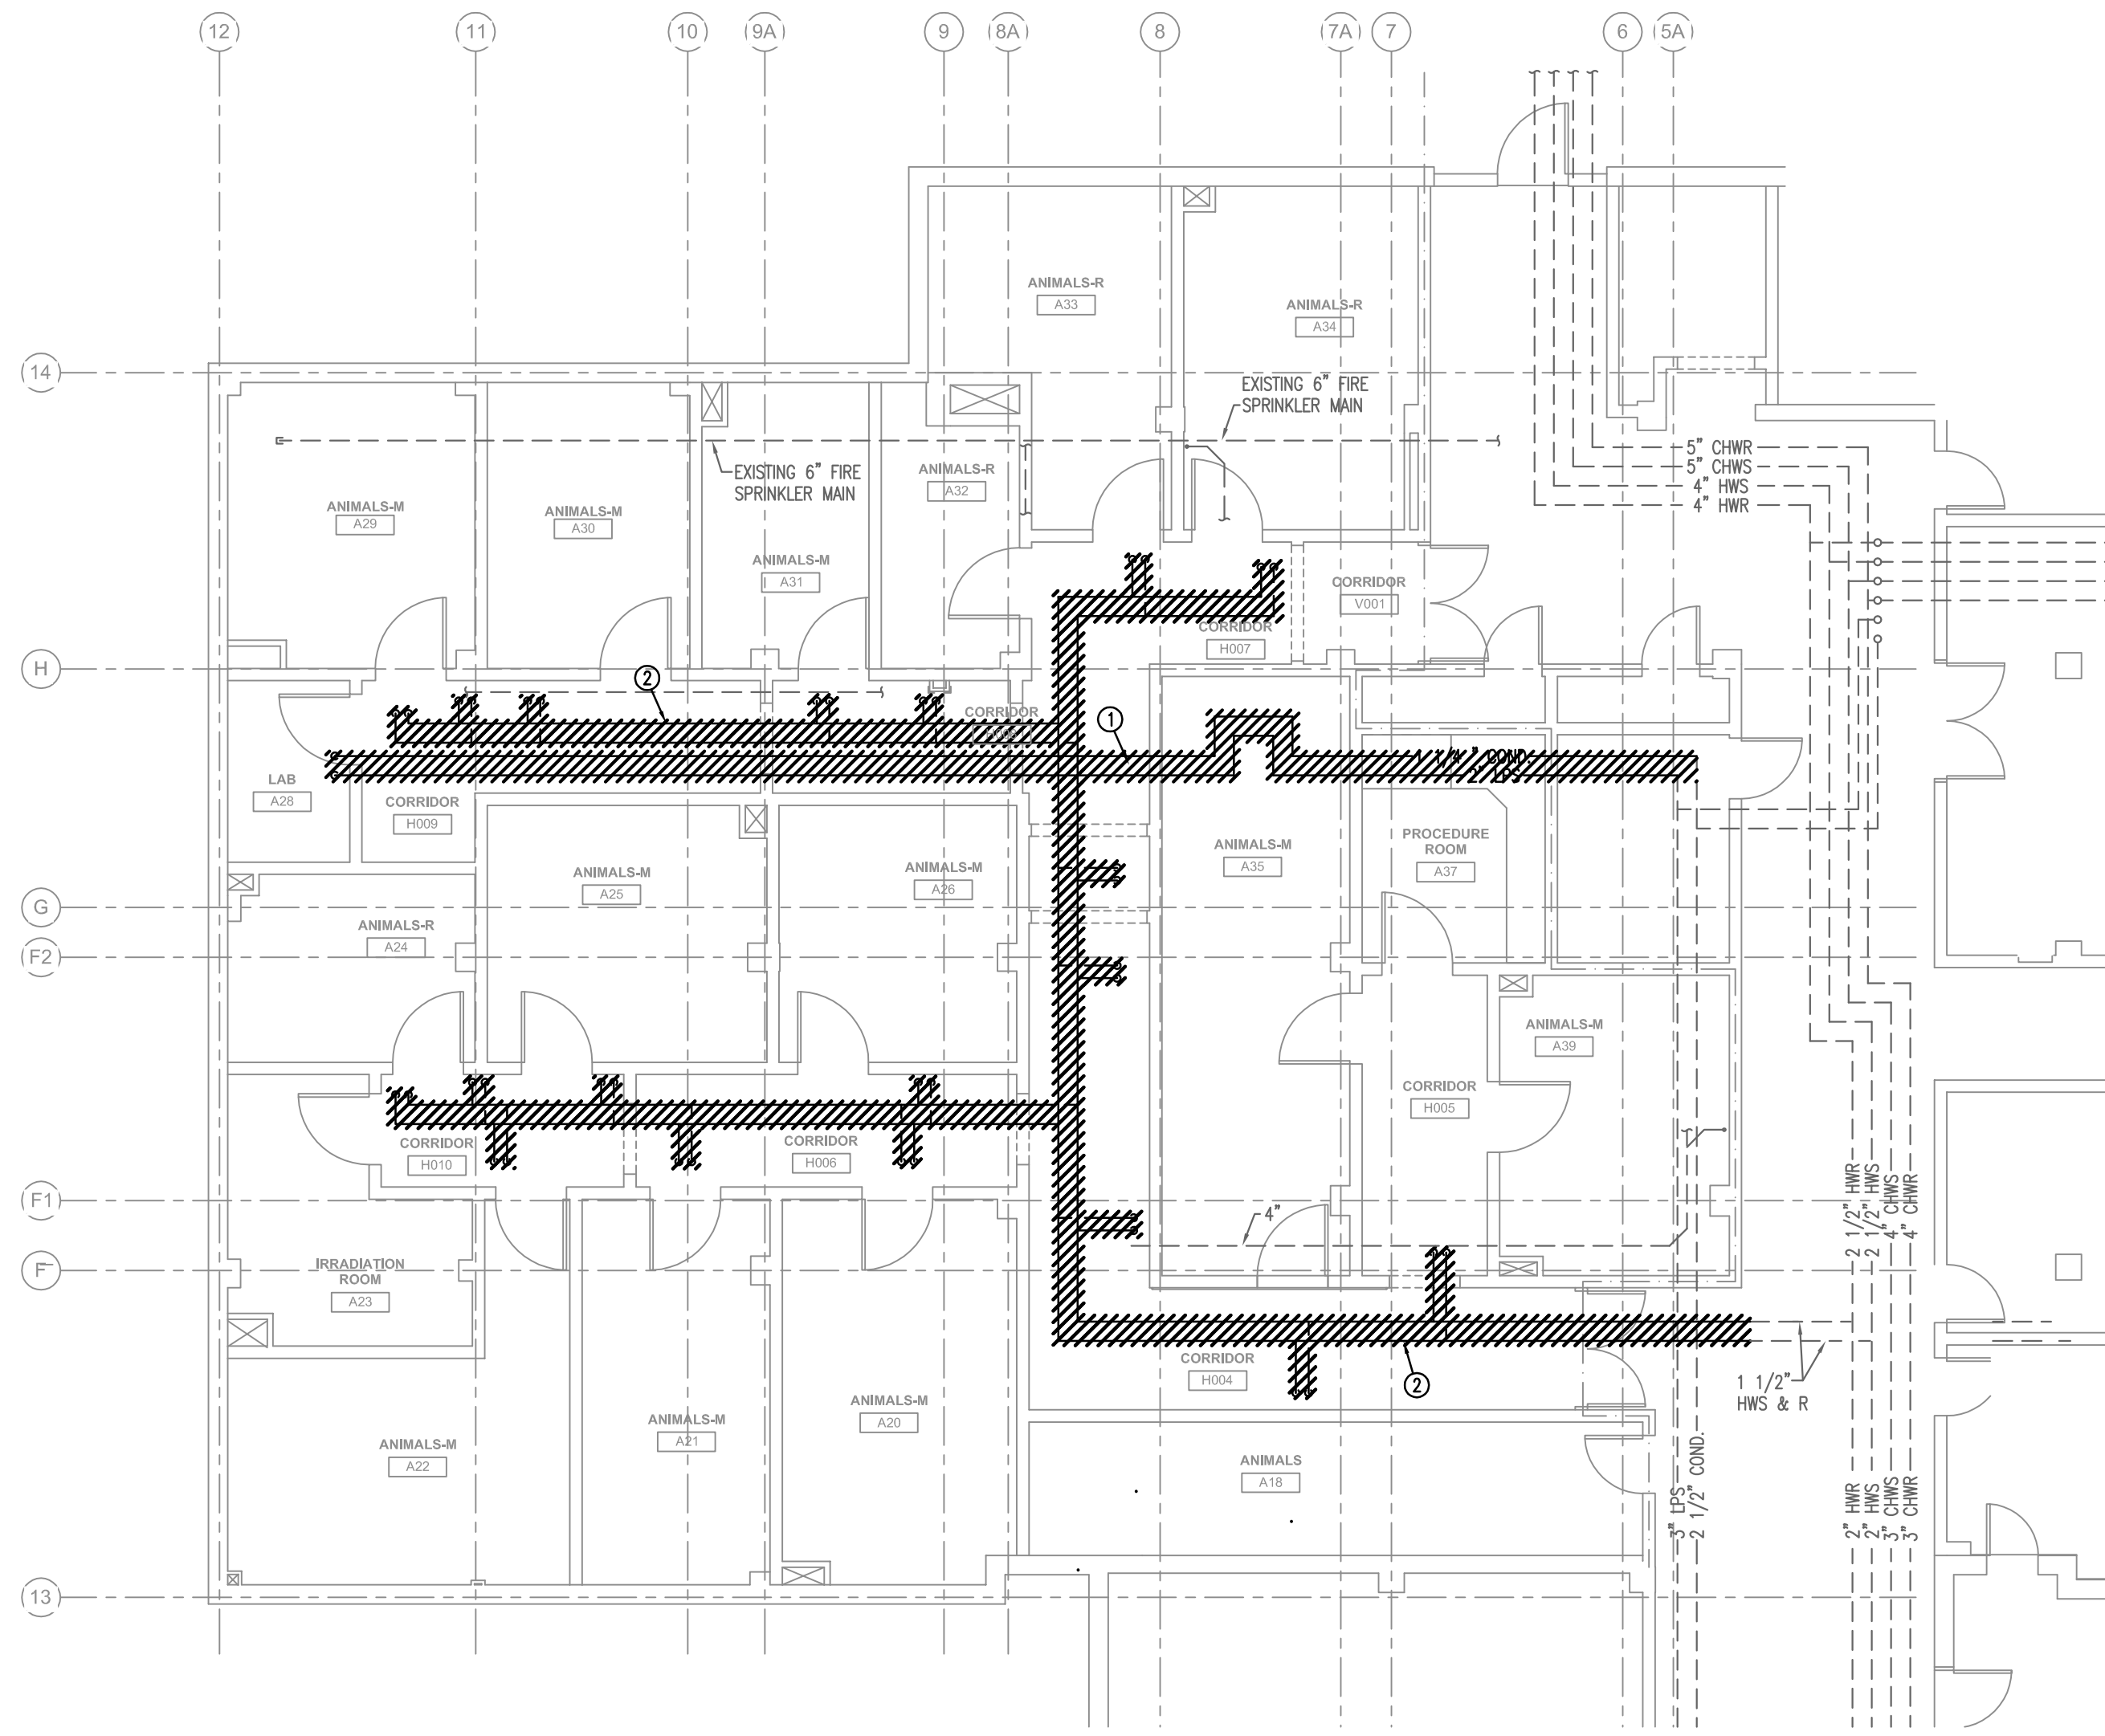 12
11
10
9A
9
8A
8
7A
7
6
5A
14
H
G
F2
F1
F
13
ANIMALS-R
A33
ANIMALS-R
A34
EXISTING 6" FIRE
SPRINKLER MAIN
EXISTING 6" FIRE
SPRINKLER MAIN
5" CHWR
5" CHWS
4" HWS
4" HWR
ANIMALS-R
A32
ANIMALS-M
A29
ANIMALS-M
A30
ANIMALS-M
A31
CORRIDOR
V001
CORRIDOR
H007
2
1
CORRIDOR
1 1/4" COND.
2" LPS
LAB
A28
CORRIDOR
H009
ANIMALS-M
A25
ANIMALS-M
A26
ANIMALS-M
A35
PROCEDURE
ROOM
A37
ANIMALS-R
A24
ANIMALS-M
A39
CORRIDOR
H005
CORRIDOR
H010
CORRIDOR
H006
4"
2 1/2" HWR
2 1/2" HWS
4" CHWS
4" CHWR
IRRADIATION
ROOM
A23
CORRIDOR
H004
2
1 1/2"
HWS & R
ANIMALS-M
A20
ANIMALS-M
A21
ANIMALS-M
A22
ANIMALS
A18
3" LPS
2 1/2" COND.
2" HWR
2" HWS
3" CHWS
3" CHWR